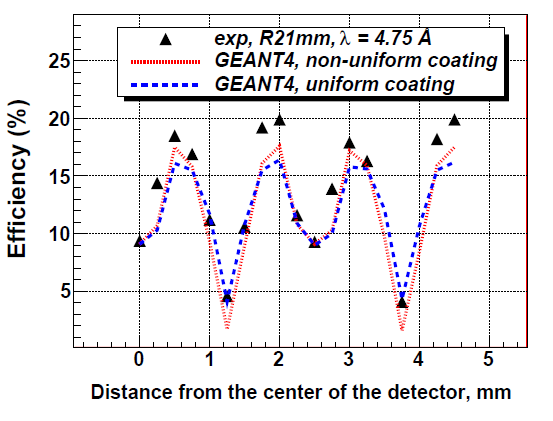 exp, R21mm, λ = 4.75 Å
GEANT4, non-uniform coating
GEANT4, uniform coating
Efficiency (%)
25
20
15
10
5
0 1 2 3 4 5
Distance from the center of the detector, mm